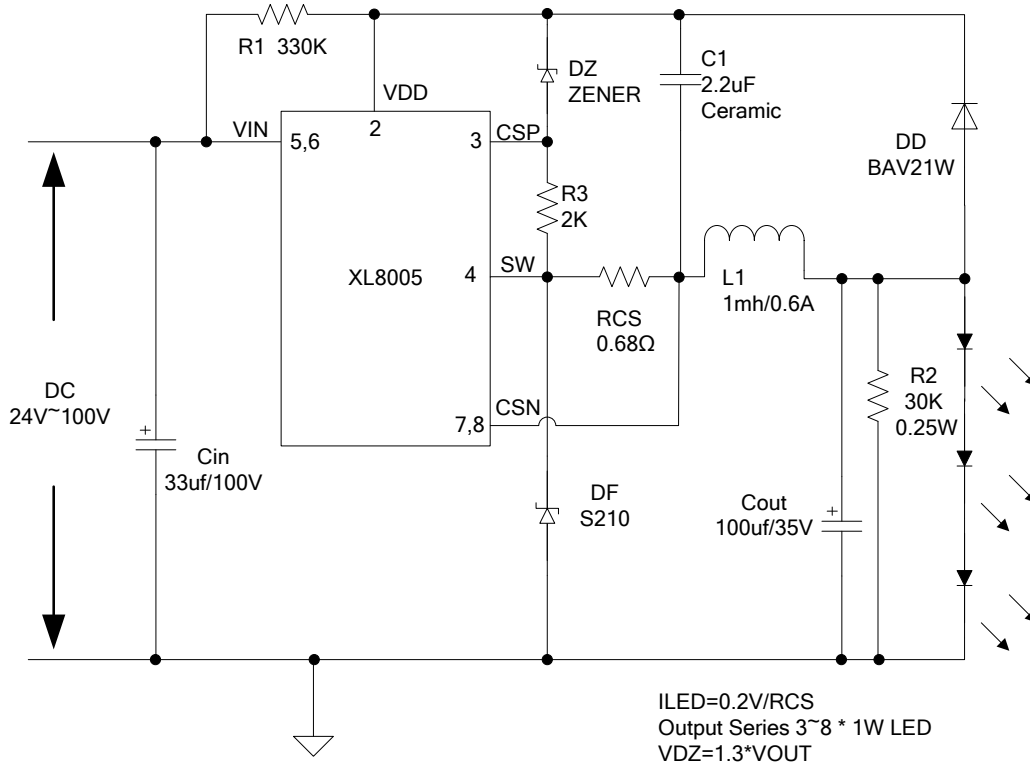 R1 330K
VDD
2
VIN
5,6
3
CSP
DZ
ZENER
C1
2.2uF
Ceramic
DD
BAV21W
R3
2K
XL8005
4
SW
RCS
0.68Ω
L1
1mh/0.6A
DC
24V~100V
+
Cin
33uf/100V
7,8
CSN
DF
S210
R2
30K
0.25W
Cout
100uf/35V
+
ILED=0.2V/RCS
Output Series 3~8 * 1W LED
VDZ=1.3*VOUT